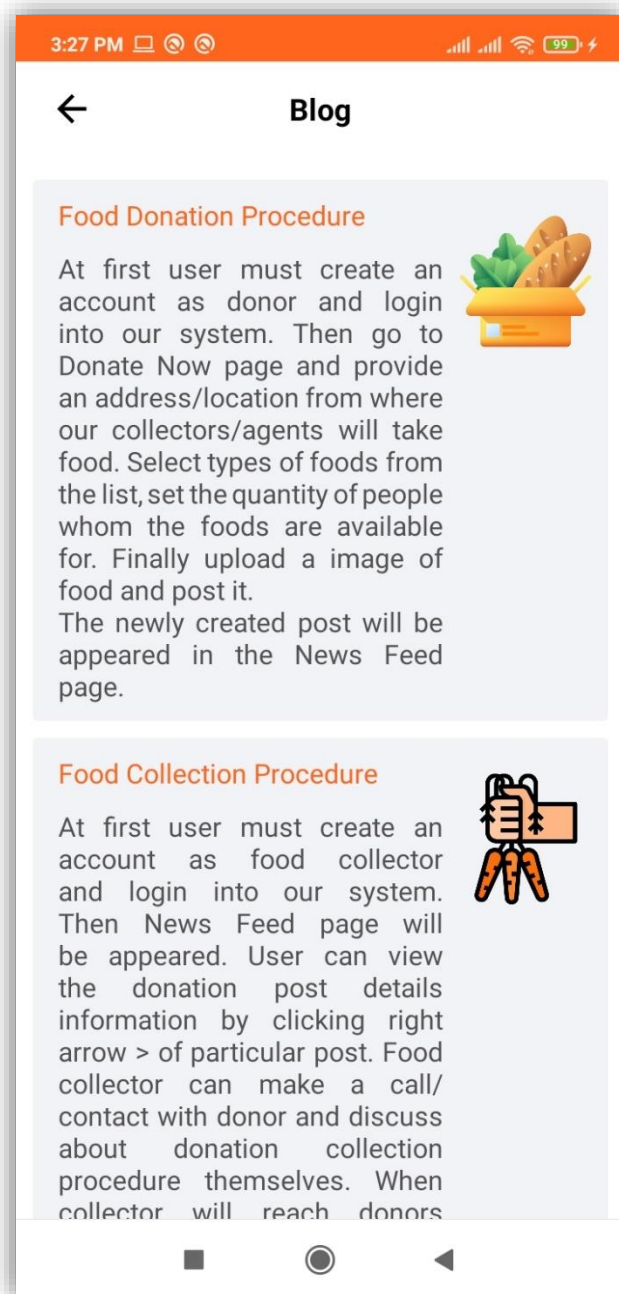 3:27 PM
99
Blog
Food Donation Procedure
At first user must create an
account as donor and login
into our system. Then go to
Donate Now page and provide
an address/location from where
our collectors/agents will take
food. Select types of foods from
the list, set the quantity of people
whom the foods are available
for. Finally upload a image of
food and post it.
The newly created post will be
appeared in the News Feed
page.
Food Collection Procedure
At first user must create an
account as food collector
and login into our system.
Then News Feed page will
be appeared. User can view
the donation post details
information by clicking right
arrow > of particular post. Food
collector can make a call/
contact with donor and discuss
about donation collection
procedure themselves. When
collector will reach donors